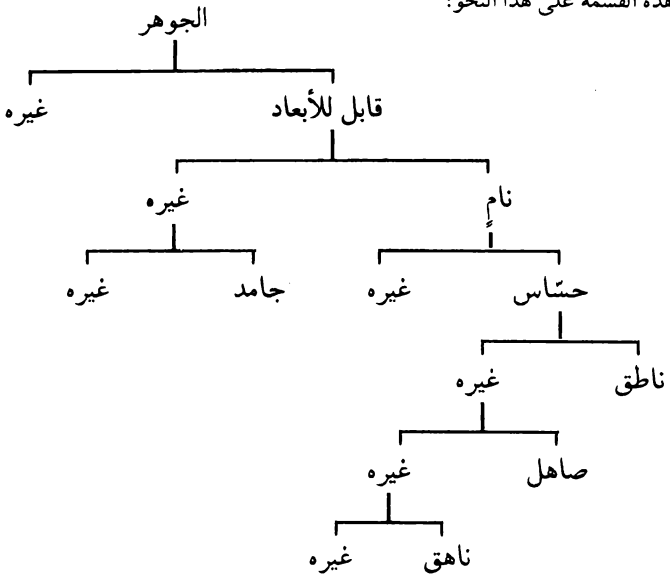 هذه القسمة على هذا النحو:
الجوهر
قابل للأبعاد غيره
نامٍ غيره
حسّاس غيره جامد غيره
ناطق غيره
صاهل غيره
ناهق غيره